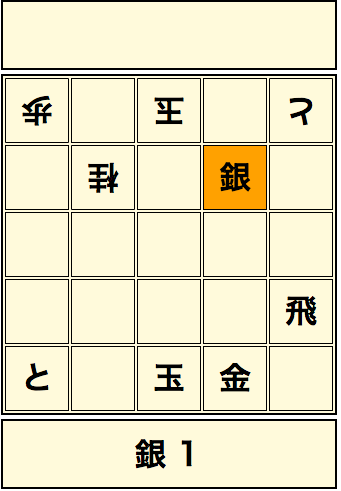 歩 王 と
桂 銀
飛
と 玉 金
銀 1